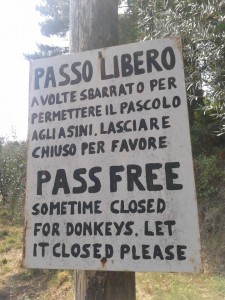 PASSO LIBERO
A VOLTE SBARRATO PER
PERMETTERE IL PASCOLO
AGLI ASINI. LASCIARE
CHIUSO PER FAVORE
PASS FREE
SOMETIME CLOSED
FOR DONKEYS. LET
IT CLOSED PLEASE